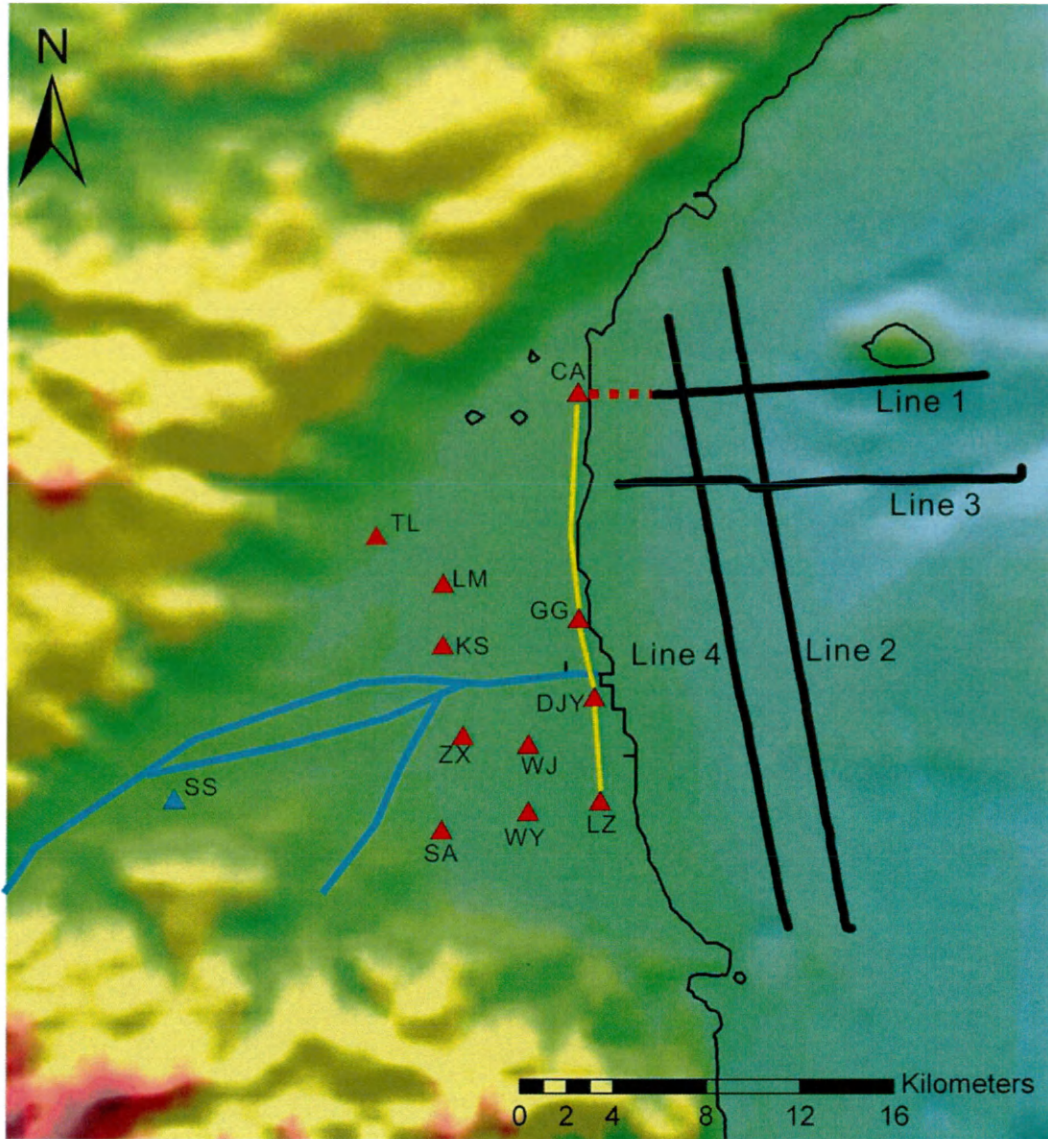 N
CA
Line 1
Line 3
TL
LM
GG
KS
Line 4
Line 2
DJY
ZX
WJ
SS
LZ
WY
SA
Kilometers
0 2 4 8 12 16